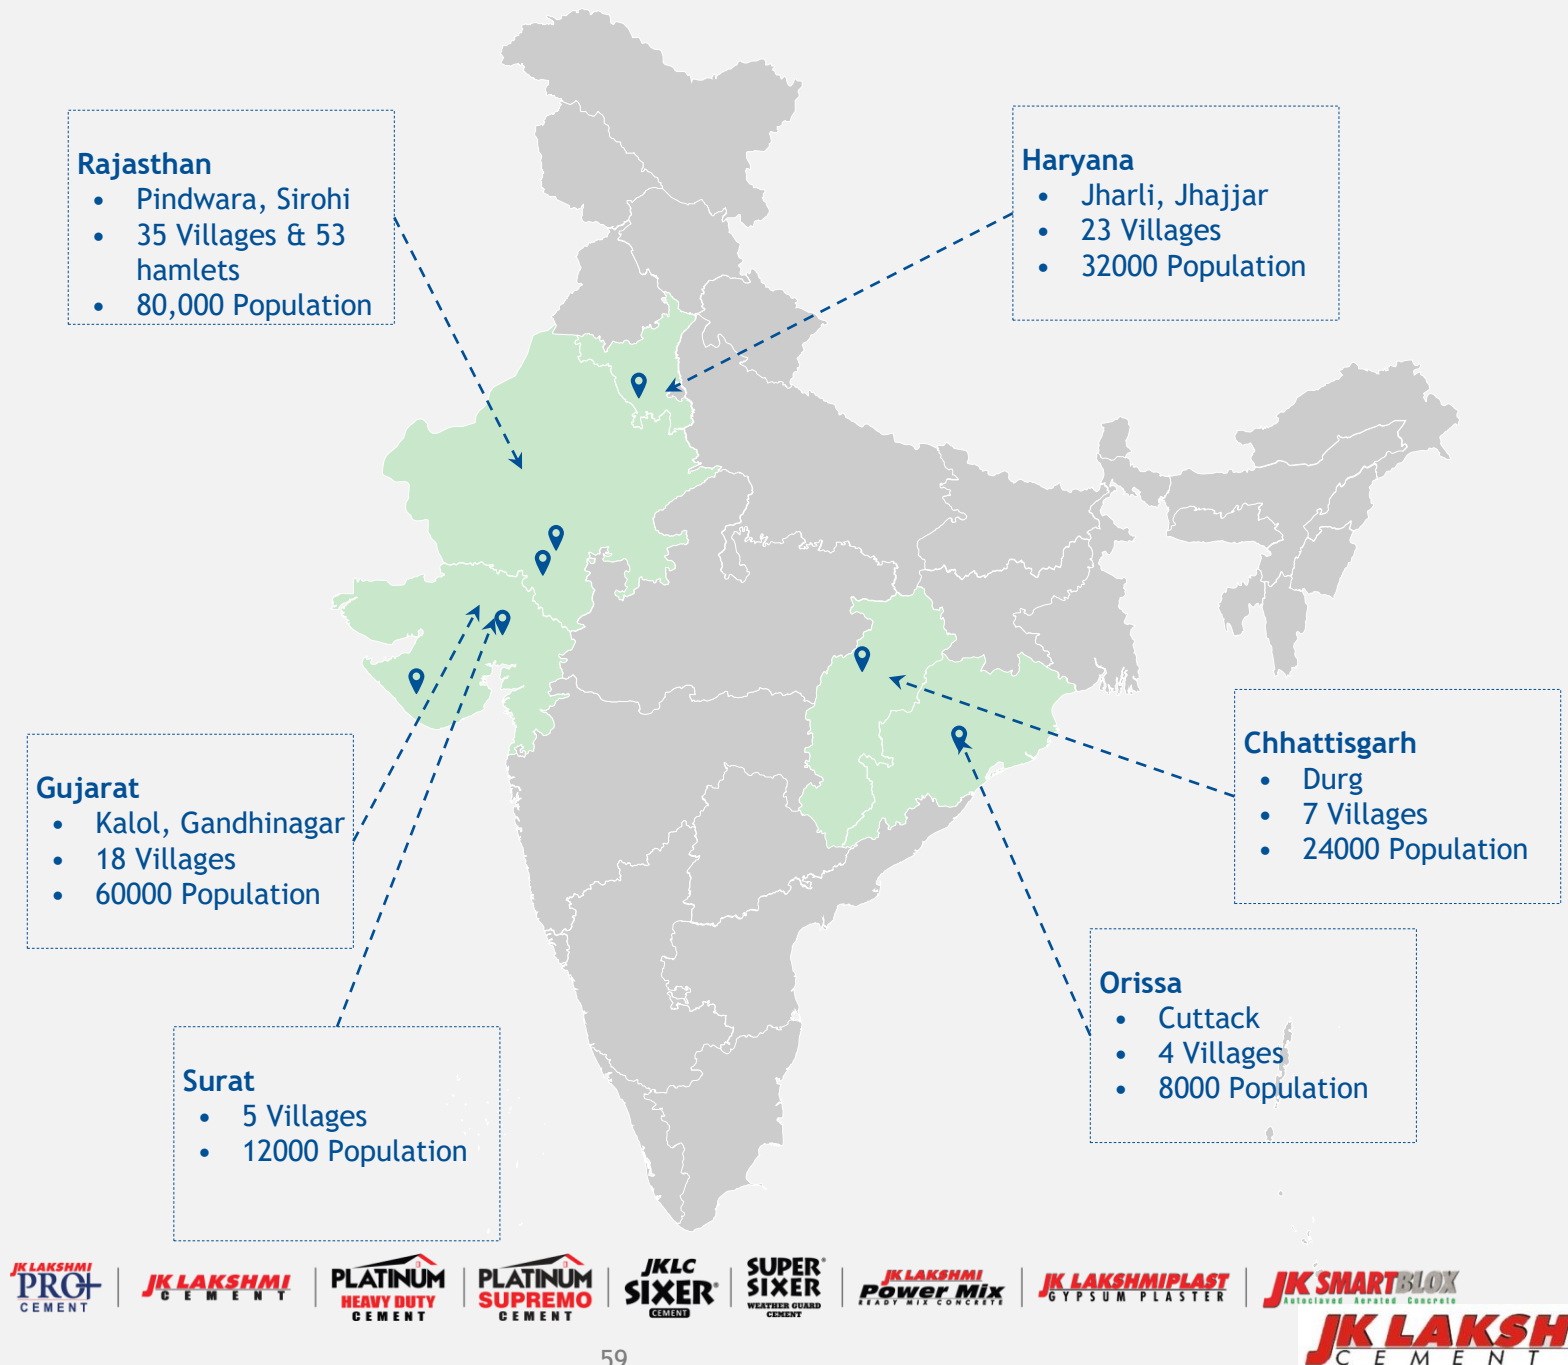 Rajasthan
• Pindwara, Sirohi
• 35 Villages & 53
hamlets
• 80,000 Population
Haryana
• Jharli, Jhajjar
• 23 Villages
• 32000 Population
Gujarat
• Kalol, Gandhinagar
• 18 Villages
• 60000 Population
Chhattisgarh
• Durg
• 7 Villages
• 24000 Population
Orissa
• Cuttack
• 4 Villages
• 8000 Population
Surat
• 5 Villages
• 12000 Population
JK LAKSHMI
PRO+
CEMENT
JK LAKSHMI
CEMENT
PLATINUM
HEAVY DUTY
CEMENT
PLATINUM
SUPREMO
CEMENT
JKLC
SIXER®
CEMENT
SUPER®
SIXER
WEATHER GUARD
CEMENT
JK LAKSHMI
Power Mix
READY MIX CONCRETE
JK LAKSHMIPLAST
GYPSUM PLASTER
JK SMARTBLOX
Autoclaved Aerated Concrete
JK LAKSH
CEMENT
59